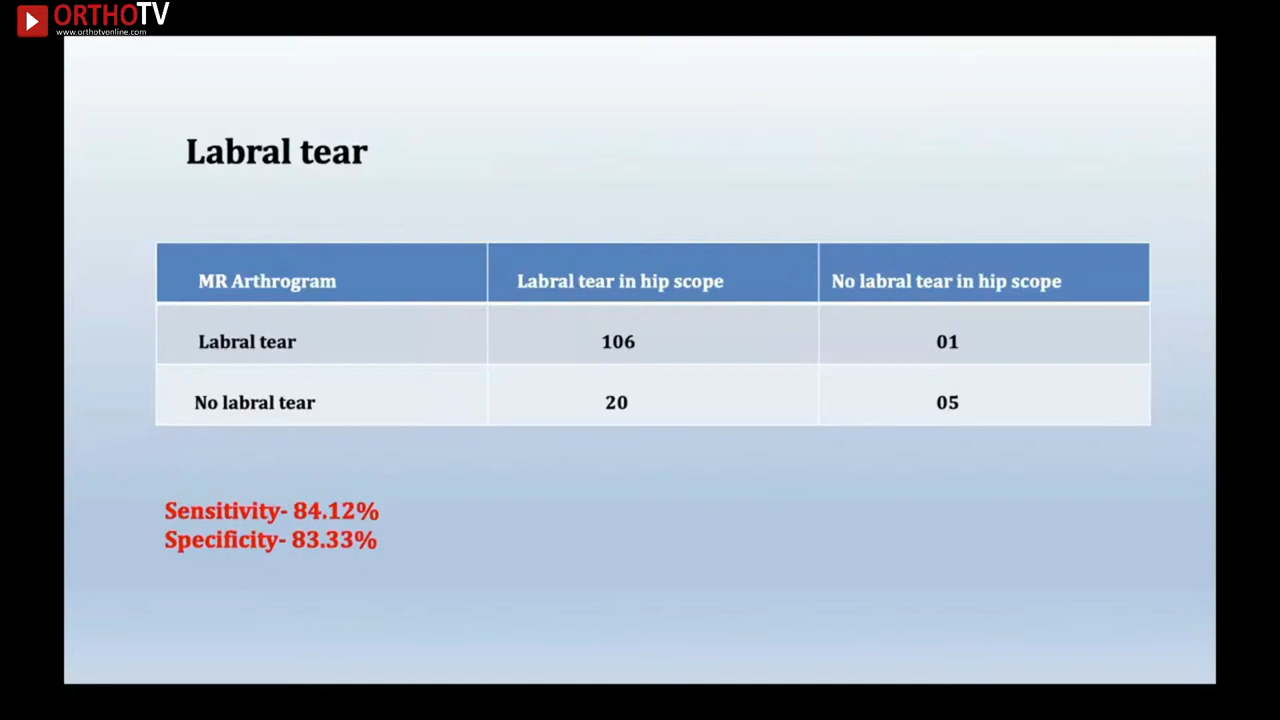 ORTHOTV
www.orthotvonline.com
Labral tear
MR Arthrogram Labral tear in hip scope No labral tear in hip scope
Labral tear 106 01
No labral tear 20 05
Sensitivity- 84.12%
Specificity- 83.33%